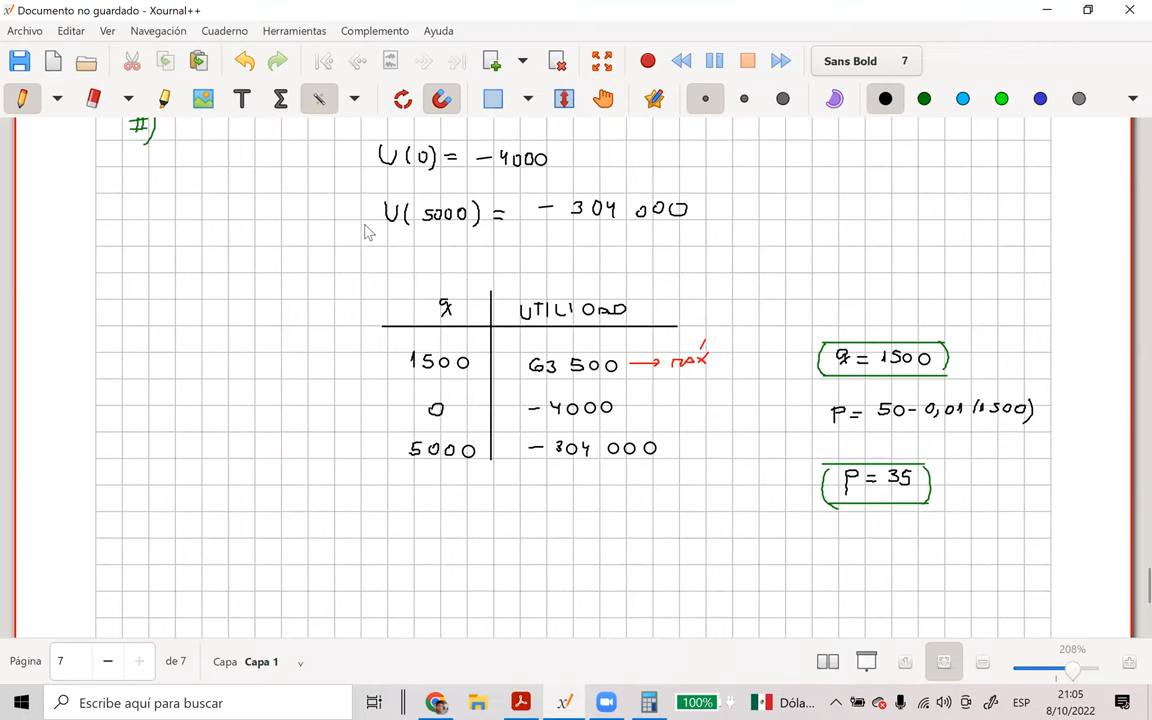 Documento no guardado - Xournal++
Archivo Editar Ver Navegación Cuaderno Herramientas Complemento Ayuda
Sans Bold 7
#)
U(0) = -4000
U(5000) = -304 000
q UTILIDAD
1500 63 500 → MÁX
0 -4000
5000 -304 000
q = 1500
P = 50-0,01(1500)
P = 35
Página 7 de 7 Capa Capa 1 208%
Escribe aquí para buscar 100% Dóla... ESP 21:05
8/10/2022